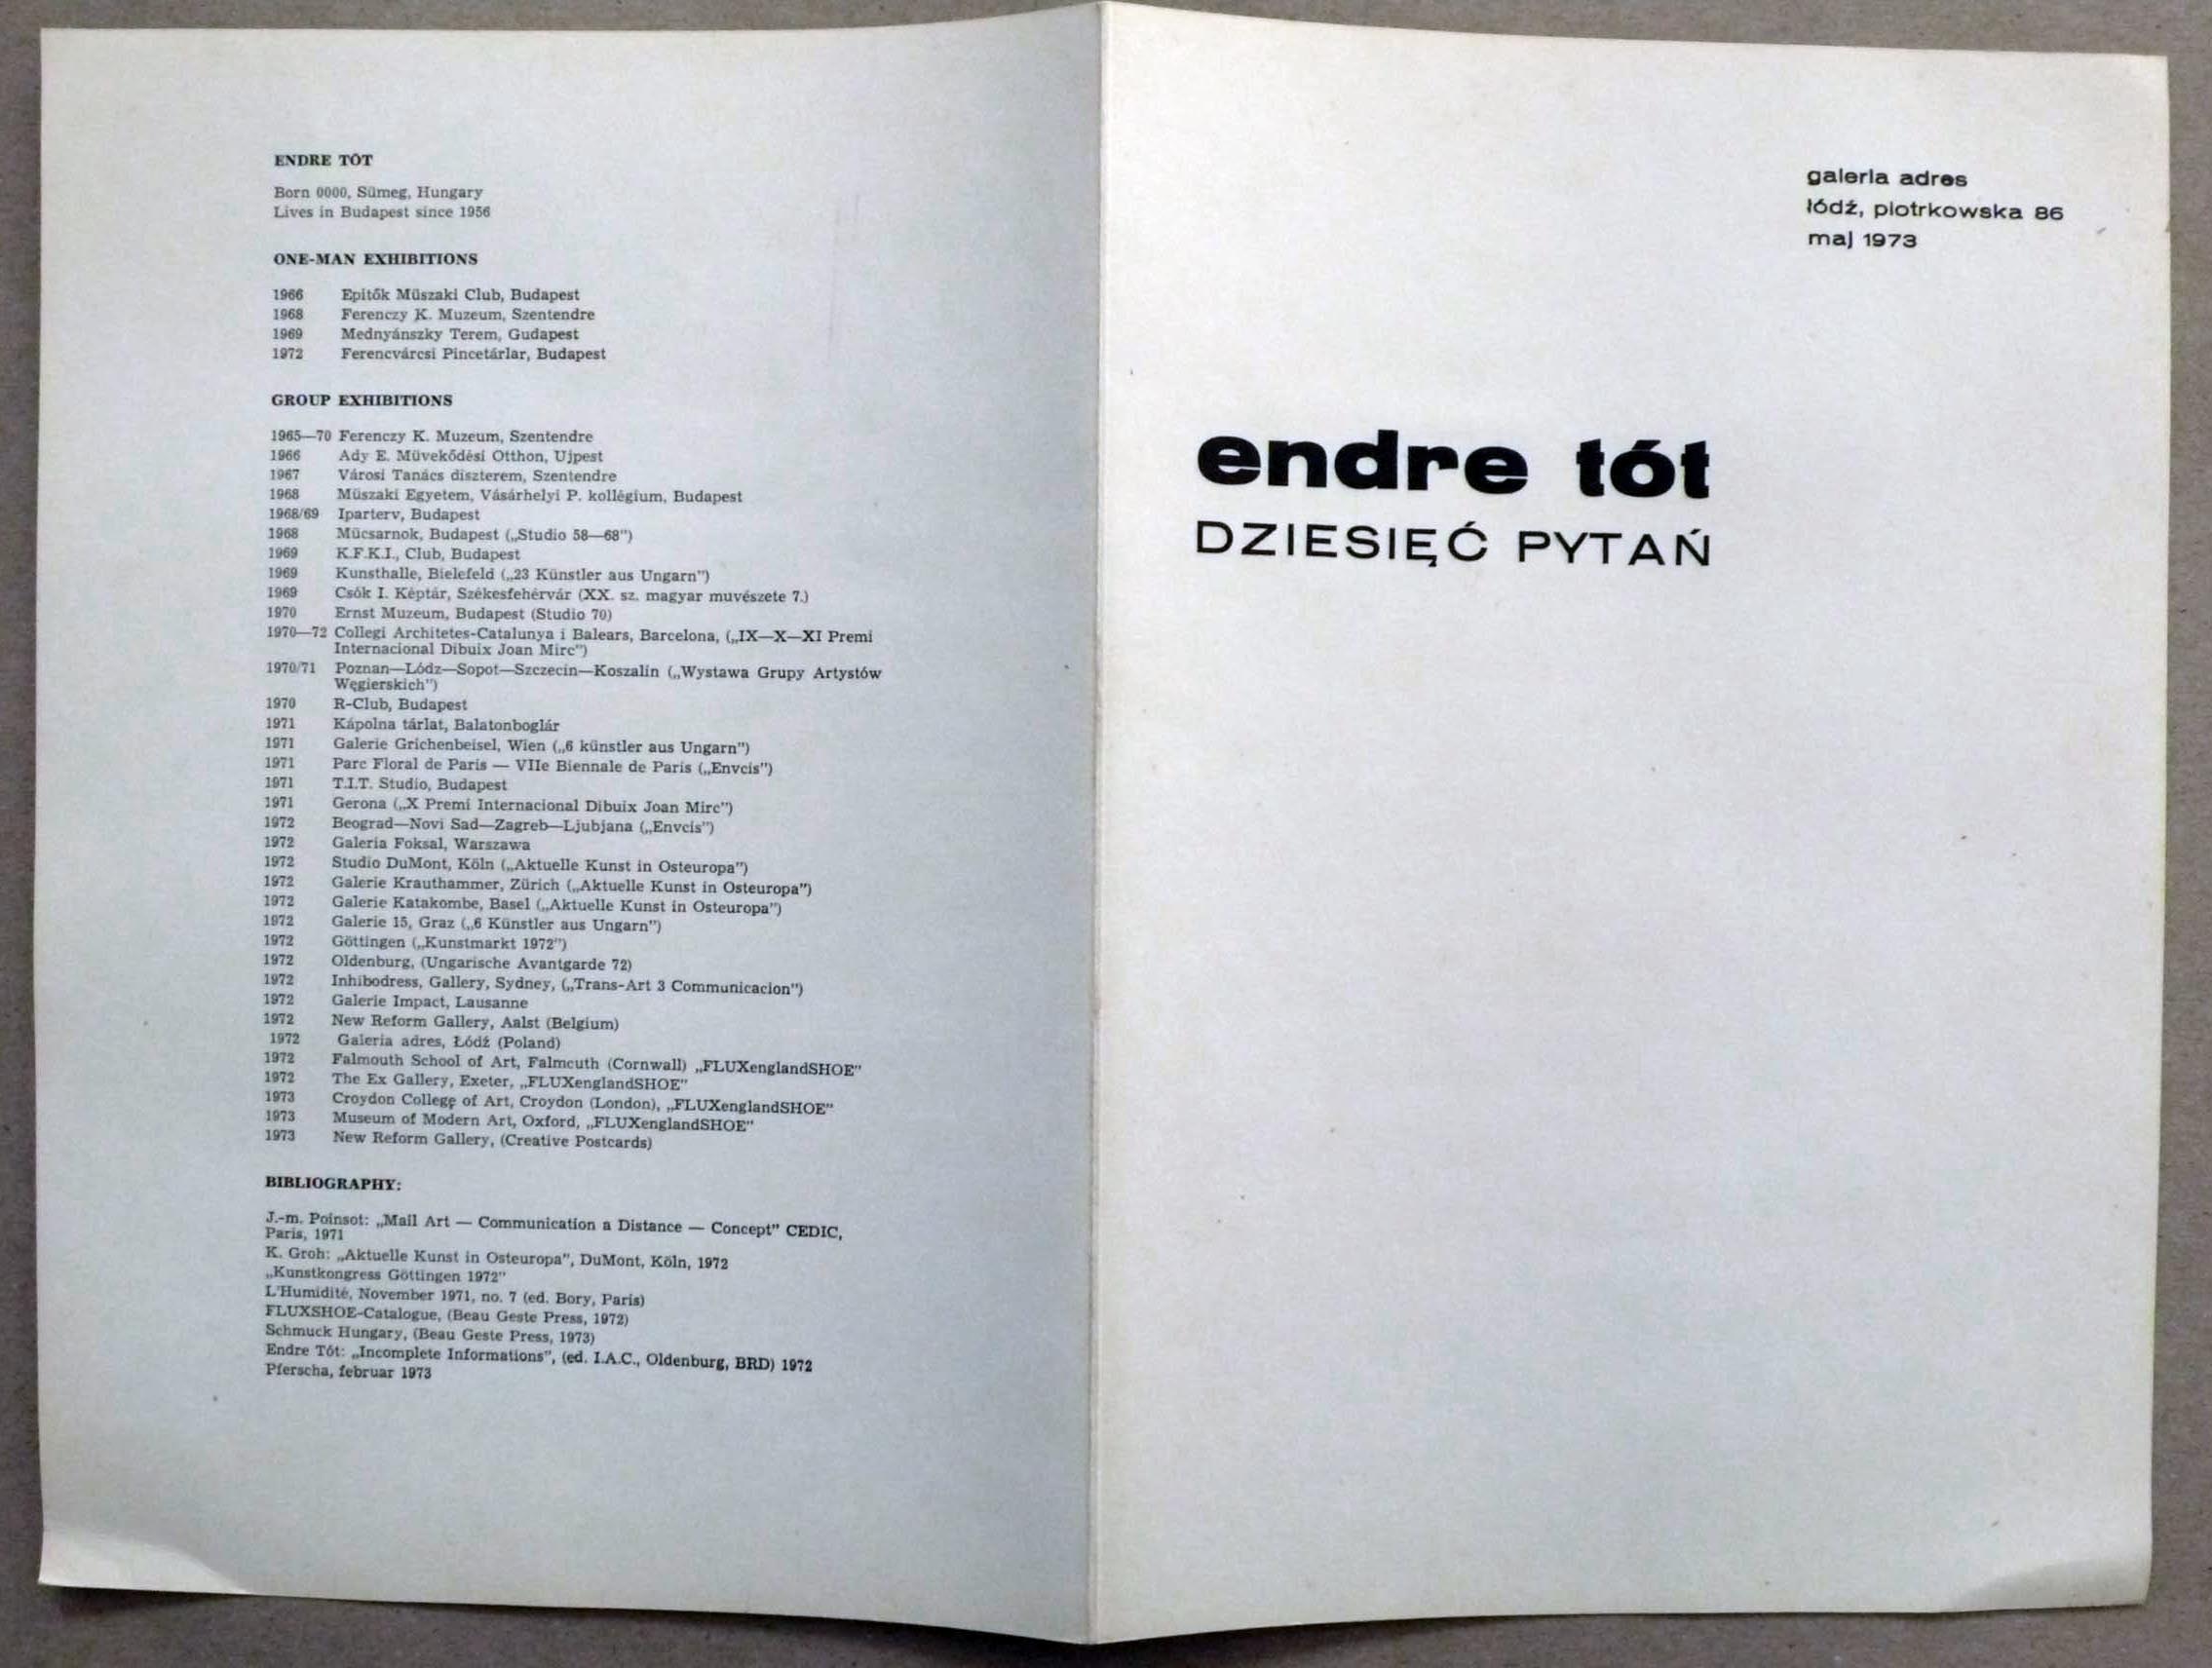 ENDRE TÓT
Born 0000, Sümeg, Hungary
Lives in Budapest since 1956
ONE-MAN EXHIBITIONS
1966 Epitők Müszaki Club, Budapest
1968 Ferenczy K. Muzeum, Szentendre
1969 Mednyánszky Terem, Gudapest
1972 Ferencvárcsi Pincetárlar, Budapest
GROUP EXHIBITIONS
1965—70 Ferenczy K. Muzeum, Szentendre
1966 Ady E. Müvekődési Otthon, Ujpest
1967 Városi Tanács diszterem, Szentendre
1968 Müszaki Egyetem, Vásárhelyi P. kollégium, Budapest
1968/69 Iparterv, Budapest
1968 Mücsarnok, Budapest („Studio 58—68")
1969 K.F.K.I., Club, Budapest
1969 Kunsthalle, Bielefeld („23 Künstler aus Ungarn")
1969 Csók I. Képtár, Székesfehérvár (XX. sz. magyar muvészete 7.)
1970 Ernst Muzeum, Budapest (Studio 70)
1970—72 Collegi Architetes-Catalunya i Balears, Barcelona, („IX—X—XI Premi
Internacional Dibuix Joan Mirc")
1970/71 Poznan—Lódz—Sopot—Szczecin—Koszalin („Wystawa Grupy Artystów
Węgierskich")
1970 R-Club, Budapest
1971 Kápolna tárlat, Balatonboglár
1971 Galerie Grichenbeisel, Wien („6 künstler aus Ungarn")
1971 Parc Floral de Paris — VIIe Biennale de Paris („Envcis")
1971 T.I.T. Studio, Budapest
1971 Gerona („X Premi Internacional Dibuix Joan Mirc")
1972 Beograd—Novi Sad—Zagreb—Ljubjana („Envcis")
1972 Galeria Foksal, Warszawa
1972 Studio DuMont, Köln („Aktuelle Kunst in Osteuropa")
1972 Galerie Krauthammer, Zürich („Aktuelle Kunst in Osteuropa")
1972 Galerie Katakombe, Basel („Aktuelle Kunst in Osteuropa")
1972 Galerie 15, Graz („6 Künstler aus Ungarn")
1972 Göttingen („Kunstmarkt 1972")
1972 Oldenburg, (Ungarische Avantgarde 72)
1972 Inhibodress, Gallery, Sydney, („Trans-Art 3 Communicacion")
1972 Galerie Impact, Lausanne
1972 New Reform Gallery, Aalst (Belgium)
1972 Galeria adres, Łódź (Poland)
1972 Falmouth School of Art, Falmcuth (Cornwall) „FLUXenglandSHOE"
1972 The Ex Gallery, Exeter, „FLUXenglandSHOE"
1973 Croydon College of Art, Croydon (London), „FLUXenglandSHOE"
1973 Museum of Modern Art, Oxford, „FLUXenglandSHOE"
1973 New Reform Gallery, (Creative Postcards)
BIBLIOGRAPHY:
J.-m. Poinsot: „Mail Art — Communication a Distance — Concept" CEDIC,
Paris, 1971
K. Groh: „Aktuelle Kunst in Osteuropa", DuMont, Köln, 1972
„Kunstkongress Göttingen 1972"
L'Humidité, November 1971, no. 7 (ed. Bory, Paris)
FLUXSHOE-Catalogue, (Beau Geste Press, 1972)
Schmuck Hungary, (Beau Geste Press, 1973)
Endre Tót: „Incomplete Informations", (ed. I.A.C., Oldenburg, BRD) 1972
Pferscha, februar 1973
galeria adres
łódź, piotrkowska 86
maj 1973
endre tót
DZIESIĘĆ PYTAŃ